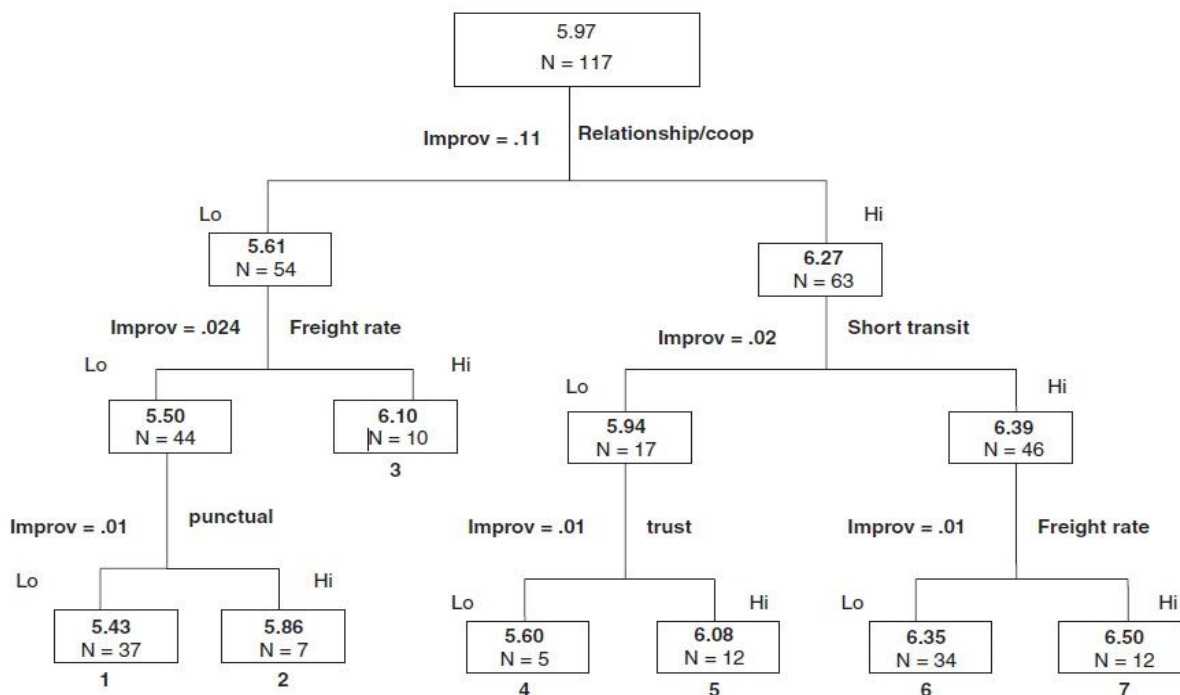 5.97
N = 117
Improv = .11
Relationship/coop
Lo
Hi
5.61
N = 54
6.27
N = 63
Improv = .024
Freight rate
Improv = .02
Short transit
Lo
Hi
Lo
Hi
5.50
N = 44
6.10
N = 10
3
5.94
N = 17
6.39
N = 46
Improv = .01
punctual
Improv = .01
trust
Improv = .01
Freight rate
Lo
Hi
Lo
Hi
Lo
Hi
5.43
N = 37
1
5.86
N = 7
2
5.60
N = 5
4
6.08
N = 12
5
6.35
N = 34
6
6.50
N = 12
7